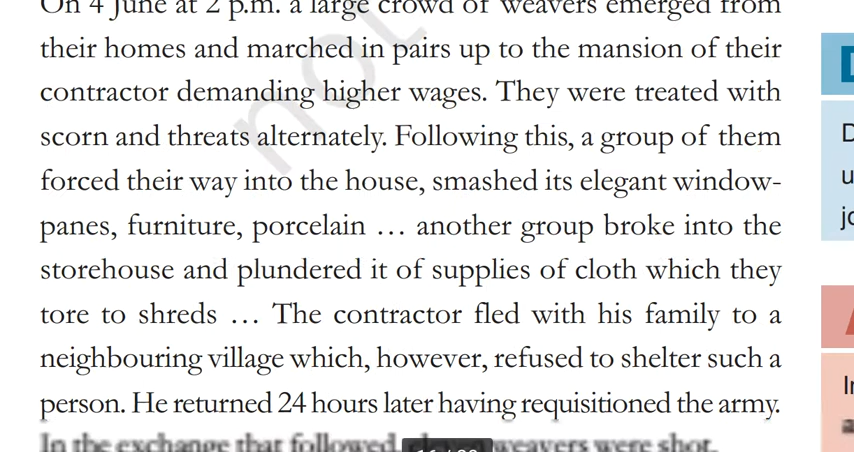 On 4 June at 2 p.m. a large crowd of weavers emerged from
their homes and marched in pairs up to the mansion of their
contractor demanding higher wages. They were treated with
scorn and threats alternately. Following this, a group of them
forced their way into the house, smashed its elegant window-
panes, furniture, porcelain … another group broke into the
storehouse and plundered it of supplies of cloth which they
tore to shreds … The contractor fled with his family to a
neighbouring village which, however, refused to shelter such a
person. He returned 24 hours later having requisitioned the army.
In the exchange that followed, weavers were shot.
not
D
D
u
jo
In
a